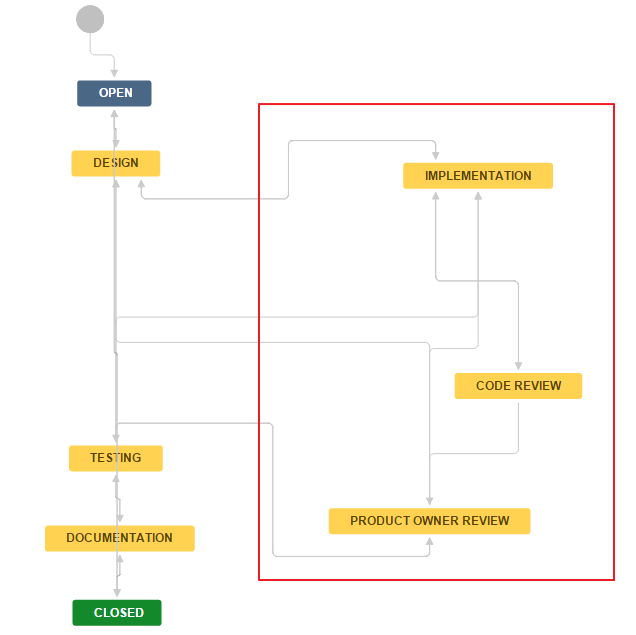 OPEN
DESIGN
IMPLEMENTATION
CODE REVIEW
TESTING
PRODUCT OWNER REVIEW
DOCUMENTATION
CLOSED